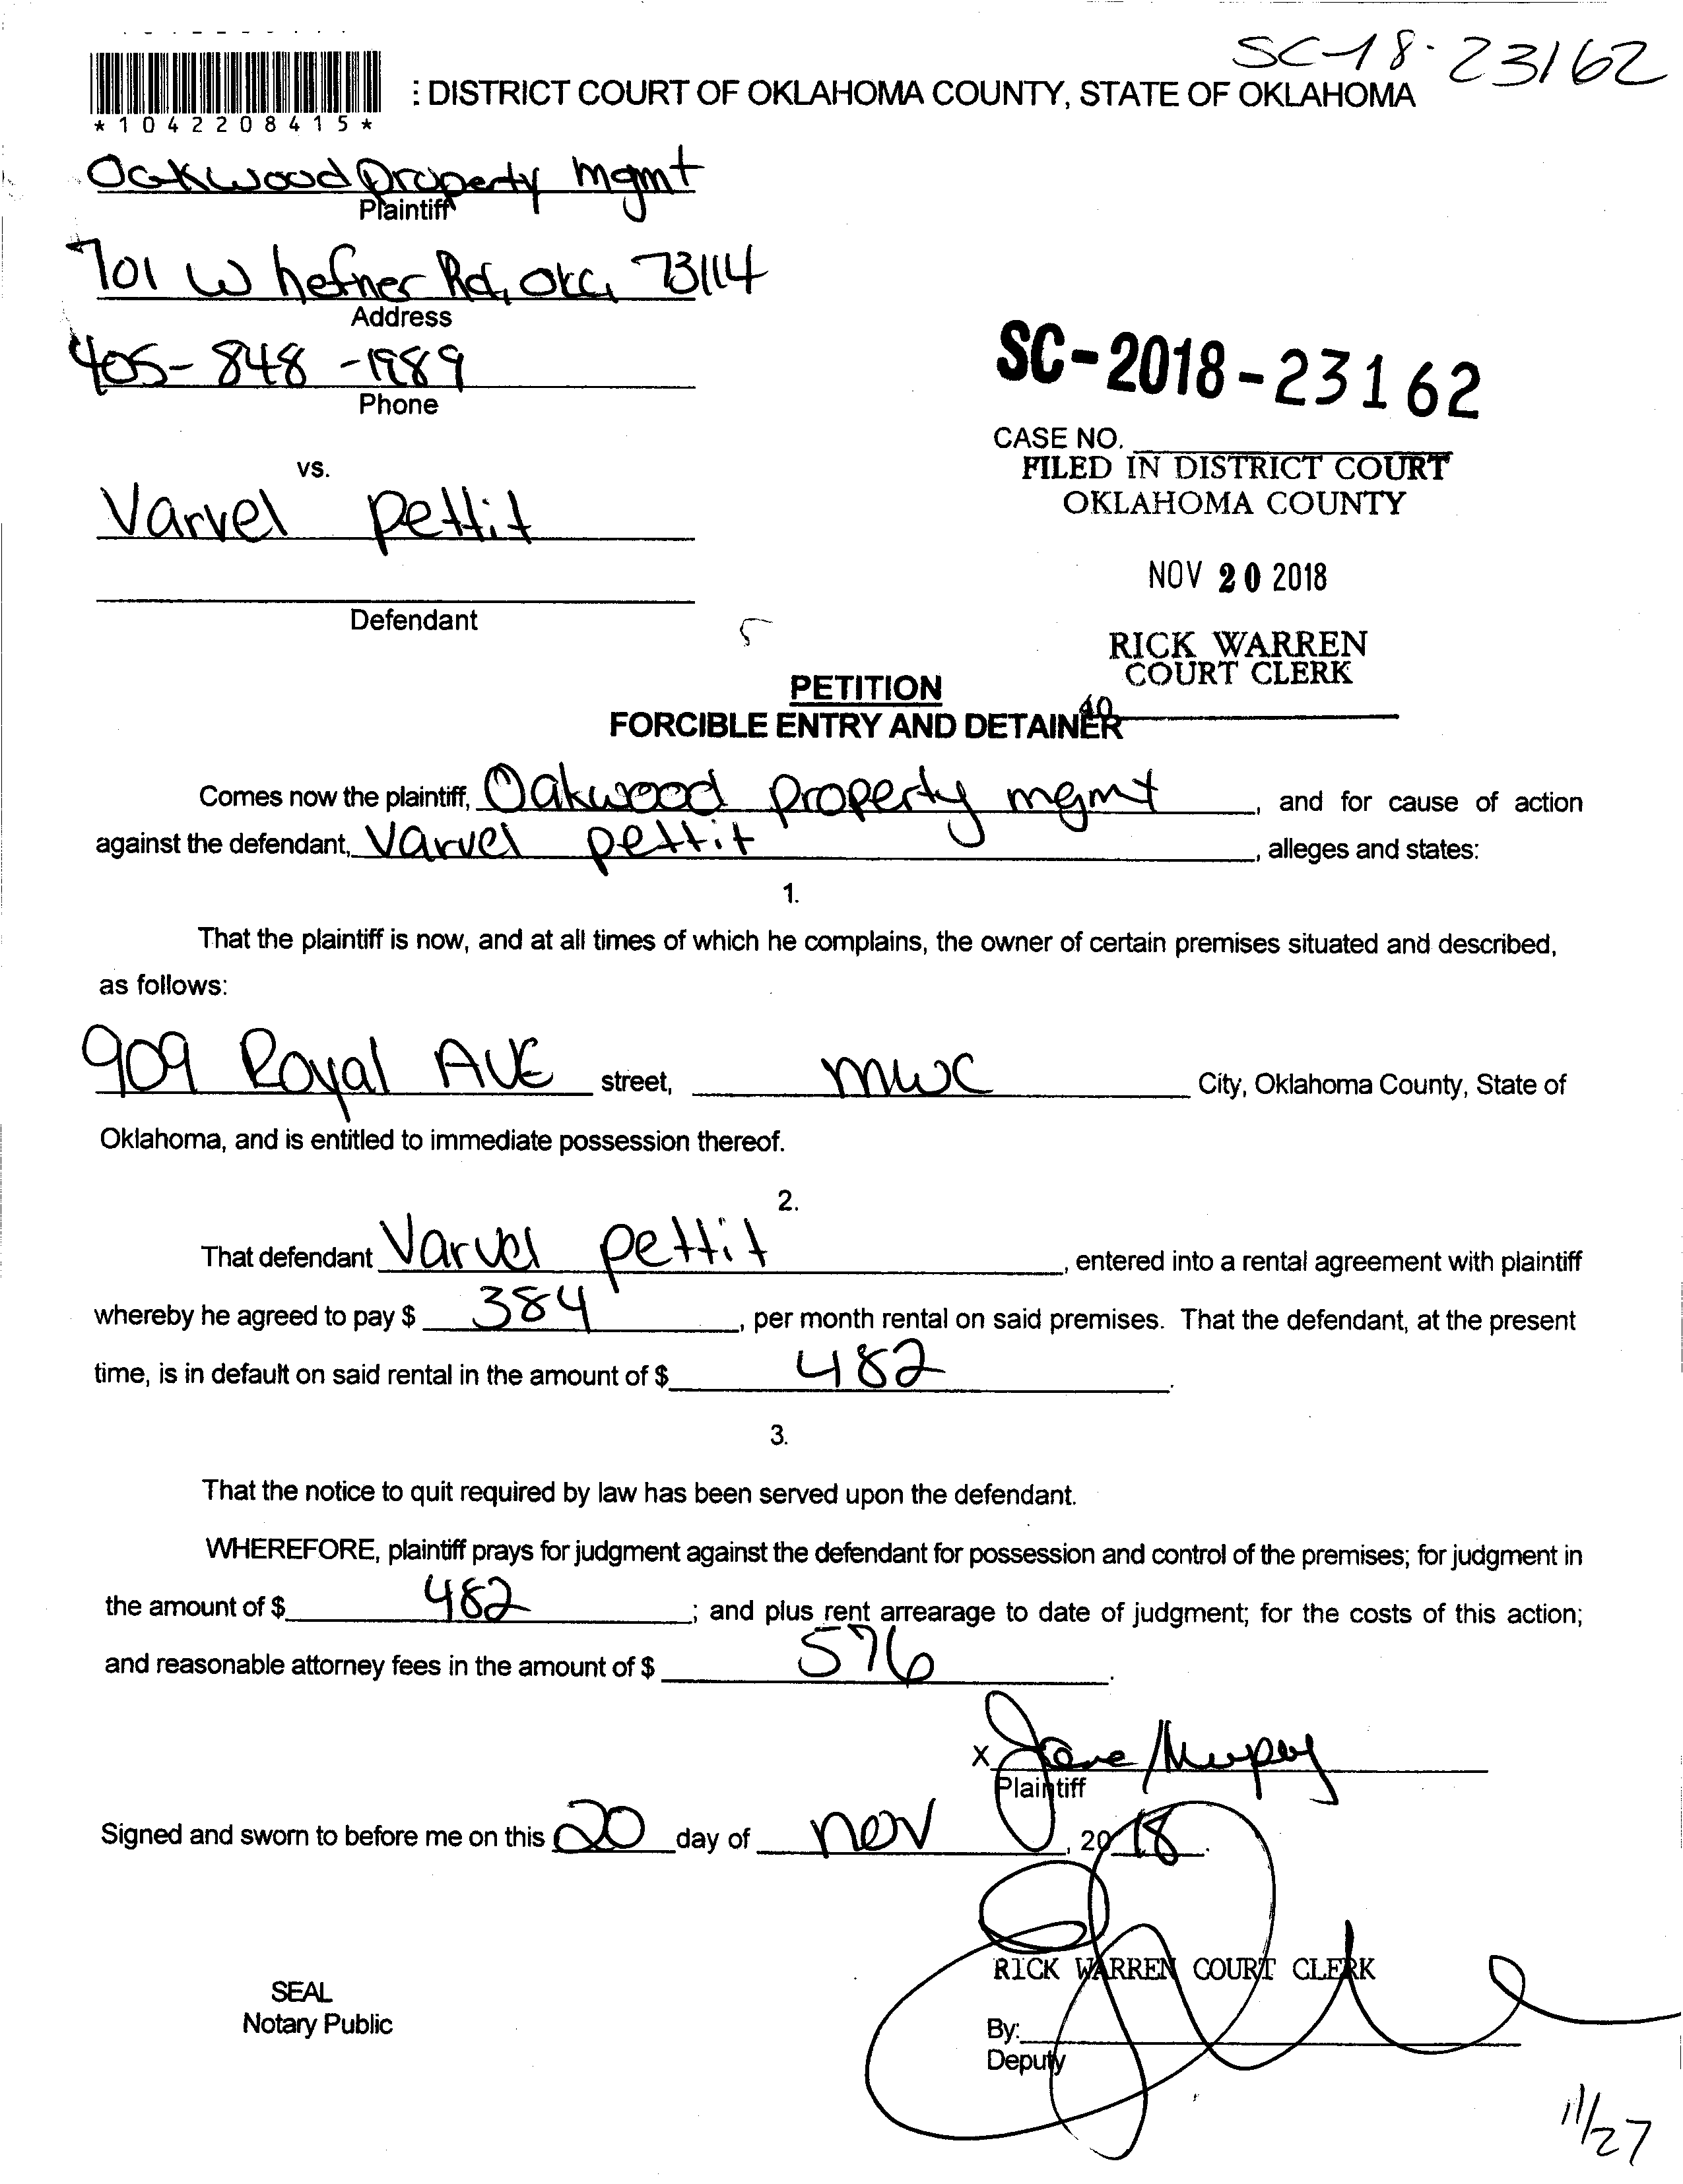 SC-18-23162
: DISTRICT COURT OF OKLAHOMA COUNTY, STATE OF OKLAHOMA
*1042208415*
Oakwood Property mgmt
Plaintiff
701 W hefner Rd, OKC, 73114
Address
405-848-1989
Phone
SC-2018-23162
CASE NO.
vs.
FILED IN DISTRICT COURT
OKLAHOMA COUNTY
Varvel pettit
NOV 20 2018
Defendant
RICK WARREN
COURT CLERK
PETITION
40
FORCIBLE ENTRY AND DETAINER
Comes now the plaintiff, Oakwood property mgmt, and for cause of action
against the defendant, Varvel pettit, alleges and states:
1.
That the plaintiff is now, and at all times of which he complains, the owner of certain premises situated and described,
as follows:
909 Royal AVE street, mwc City, Oklahoma County, State of
Oklahoma, and is entitled to immediate possession thereof.
2.
That defendant Varvel pettit, entered into a rental agreement with plaintiff
whereby he agreed to pay $ 384, per month rental on said premises. That the defendant, at the present
time, is in default on said rental in the amount of $ 482.
3.
That the notice to quit required by law has been served upon the defendant.
WHEREFORE, plaintiff prays for judgment against the defendant for possession and control of the premises; for judgment in
the amount of $ 482; and plus rent arrearage to date of judgment; for the costs of this action;
and reasonable attorney fees in the amount of $ 576.
X
Plaintiff
Signed and sworn to before me on this 20 day of nov, 2018.
RICK WARREN COURT CLERK
SEAL
Notary Public
By:
Deputy
11/27